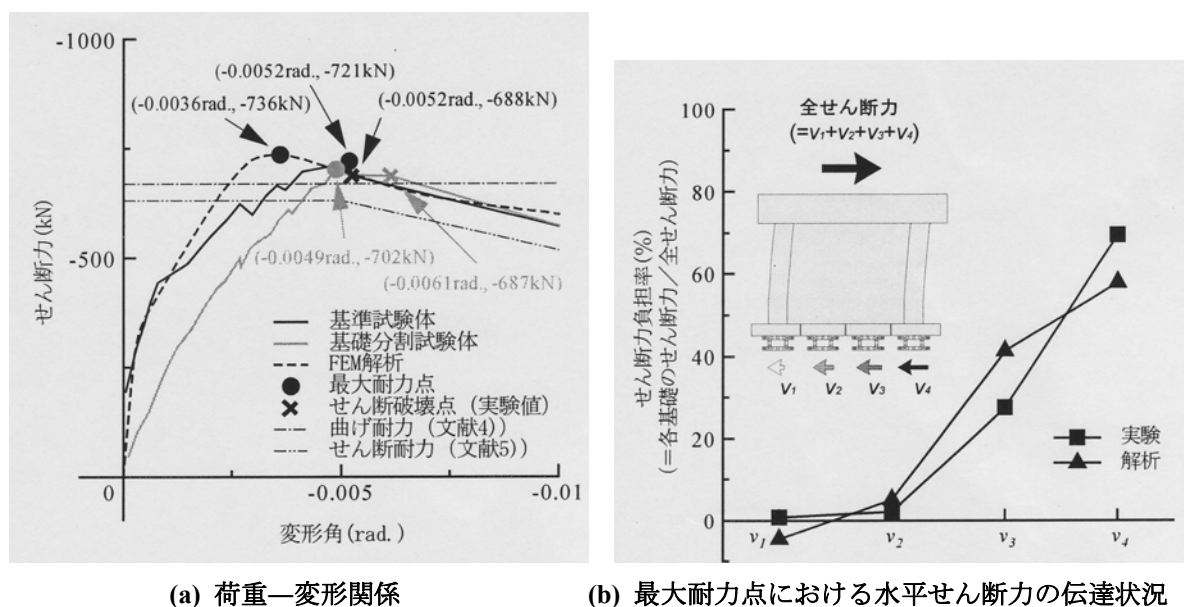 -1000
(-0.0052rad., -721kN)
(-0.0036rad., -736kN)
(-0.0052rad., -688kN)
せん断力(kN)
-500
(-0.0049rad., -702kN)
(-0.0061rad., -687kN)
基準試験体
基礎分割試験体
FEM解析
最大耐力点
せん断破壊点（実験値）
曲げ耐力（文献4））
せん断耐力（文献5））
0
-0.005
-0.01
変形角(rad.)
(a) 荷重―変形関係
100
80
60
40
20
0
せん断力負担率(%)
(＝各基礎のせん断力／全せん断力)
全せん断力
(=V1+V2+V3+V4)
V1
V2
V3
V4
実験
解析
v1
v2
v3
v4
(b) 最大耐力点における水平せん断力の伝達状況